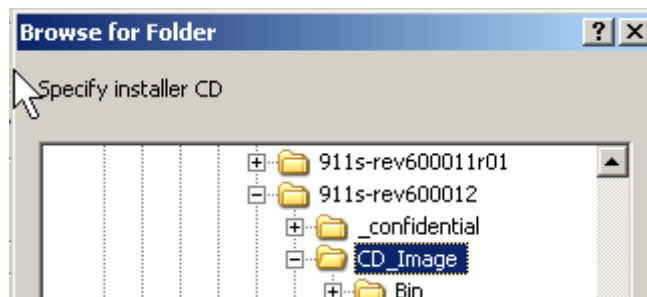 Browse for Folder
Specify installer CD
911s-rev600011r01
911s-rev600012
_confidential
CD_Image
Bin